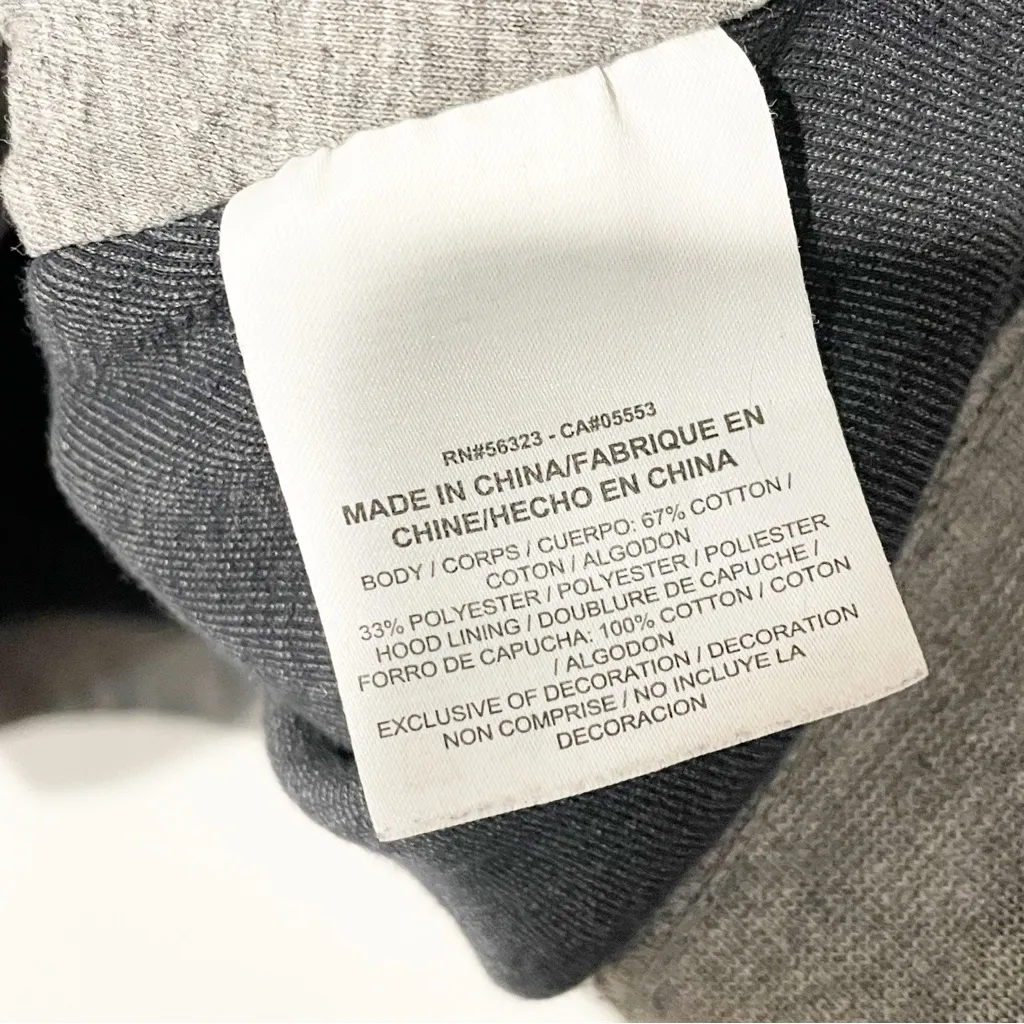 RN#56323 - CA#05553
MADE IN CHINA/FABRIQUE EN
CHINE/HECHO EN CHINA
BODY / CORPS / CUERPO: 67% COTTON /
COTON / ALGODON
33% POLYESTER / POLYESTER / POLIESTER
HOOD LINING / DOUBLURE DE CAPUCHE /
FORRO DE CAPUCHA: 100% COTTON / COTON
/ ALGODON
EXCLUSIVE OF DECORATION / DECORATION
NON COMPRISE / NO INCLUYE LA
DECORACION